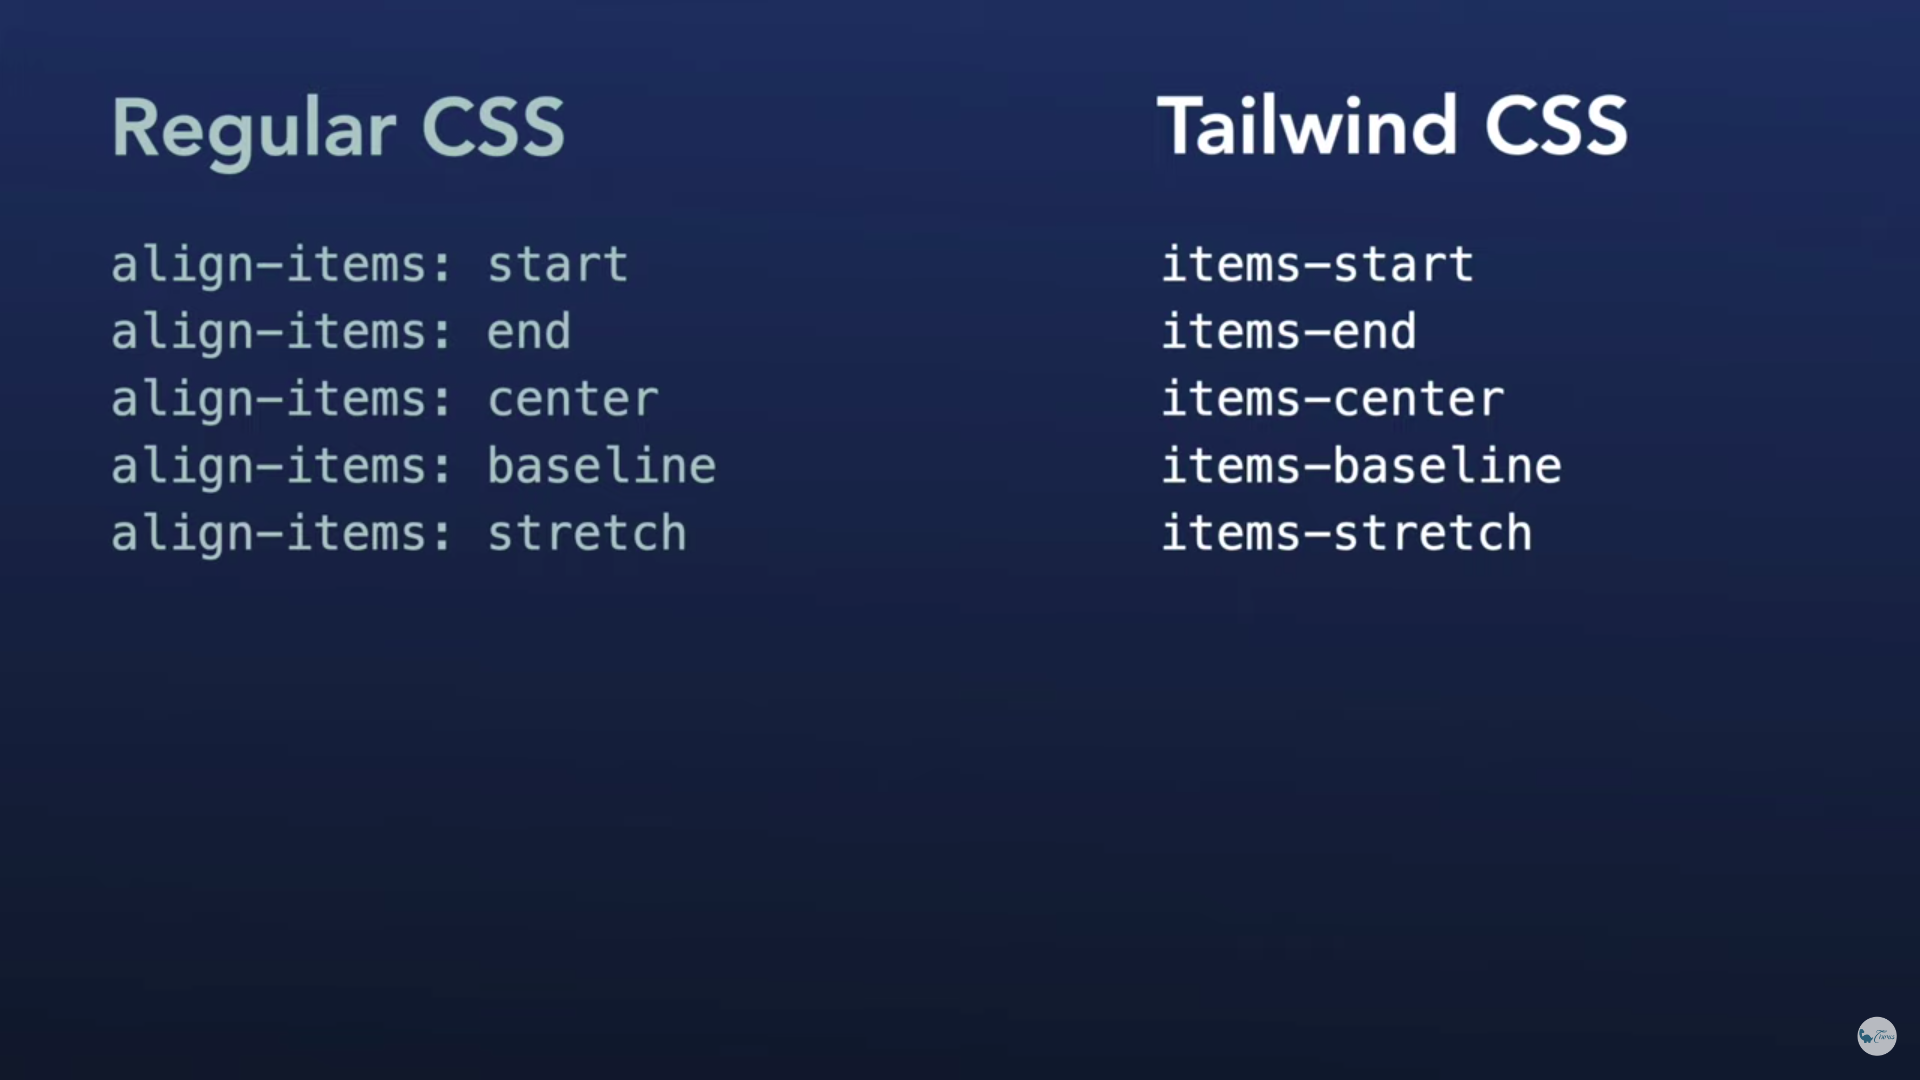 Regular CSS
align-items: start
align-items: end
align-items: center
align-items: baseline
align-items: stretch
Tailwind CSS
items-start
items-end
items-center
items-baseline
items-stretch